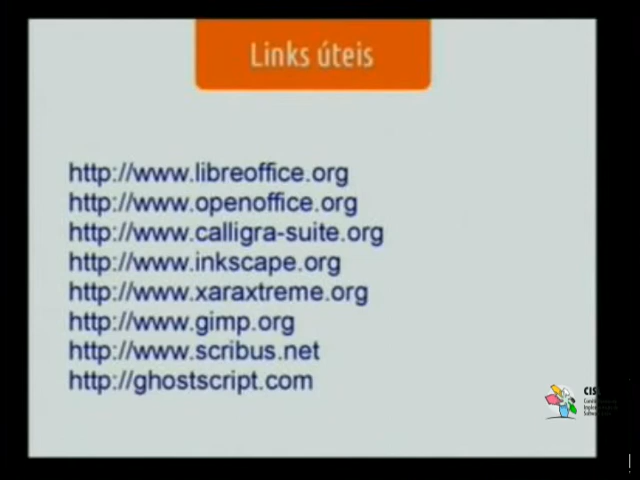 Links úteis
http://www.libreoffice.org
http://www.openoffice.org
http://www.calligra-suite.org
http://www.inkscape.org
http://www.xaraxtreme.org
http://www.gimp.org
http://www.scribus.net
http://ghostscript.com
CIS